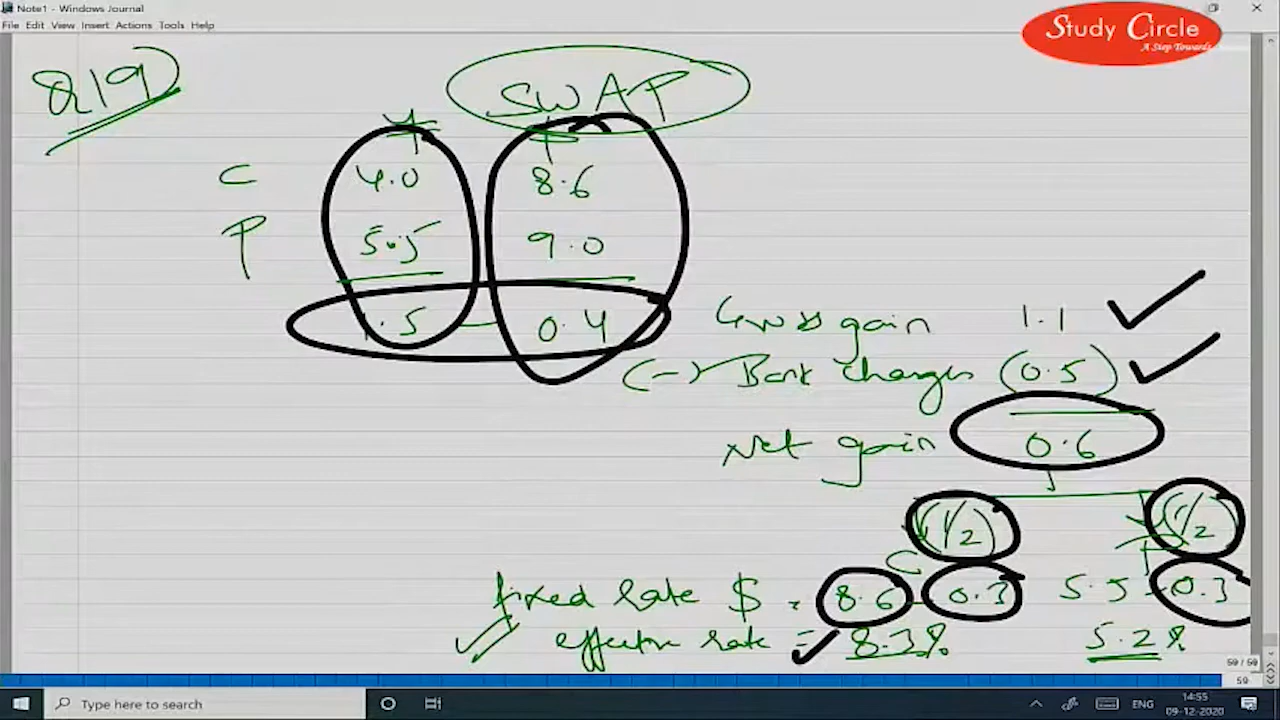 Note1 - Windows Journal
File Edit View Insert Actions Tools Help
Study Circle
A Step Towards
Q19)
SWAP
¥ $
C 4.0 8.6
P 5.5 9.0
1.5 - 0.4
Gross gain 1.1
(-) Bank charges (0.5)
Net gain 0.6
(1/2) (1/2)
C P
fixed rate $ = 8.6 - 0.3 5.5 - 0.3
effective rate = 8.3% 5.2%
59 / 59
59
Type here to search
ENG
14:55
09-12-2020